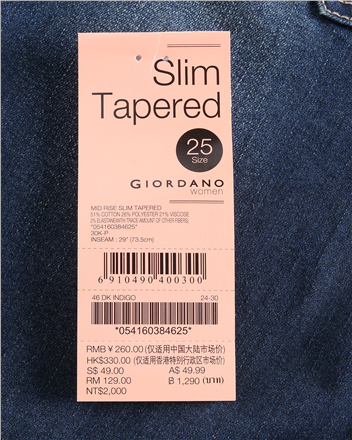 Slim
Tapered
25
Size
GIORDANO
women
MID RISE SLIM TAPERED
51% COTTON 26% POLYESTER 21% VISCOSE
2% ELASTANE(WITH TRACE AMOUNT OF OTHER FIBERS)
*054160384625*
30K-P
INSEAM : 29" (73.5cm)
6910490400300
46 DK INDIGO 24-30
*054160384625*
RMB¥260.00(仅适用中国大陆市场价)
HK$330.00 (仅适用香港特别行政区市场价)
S$ 49.00 A$ 49.99
RM 129.00 B 1,290 (บาท)
NT$2,000